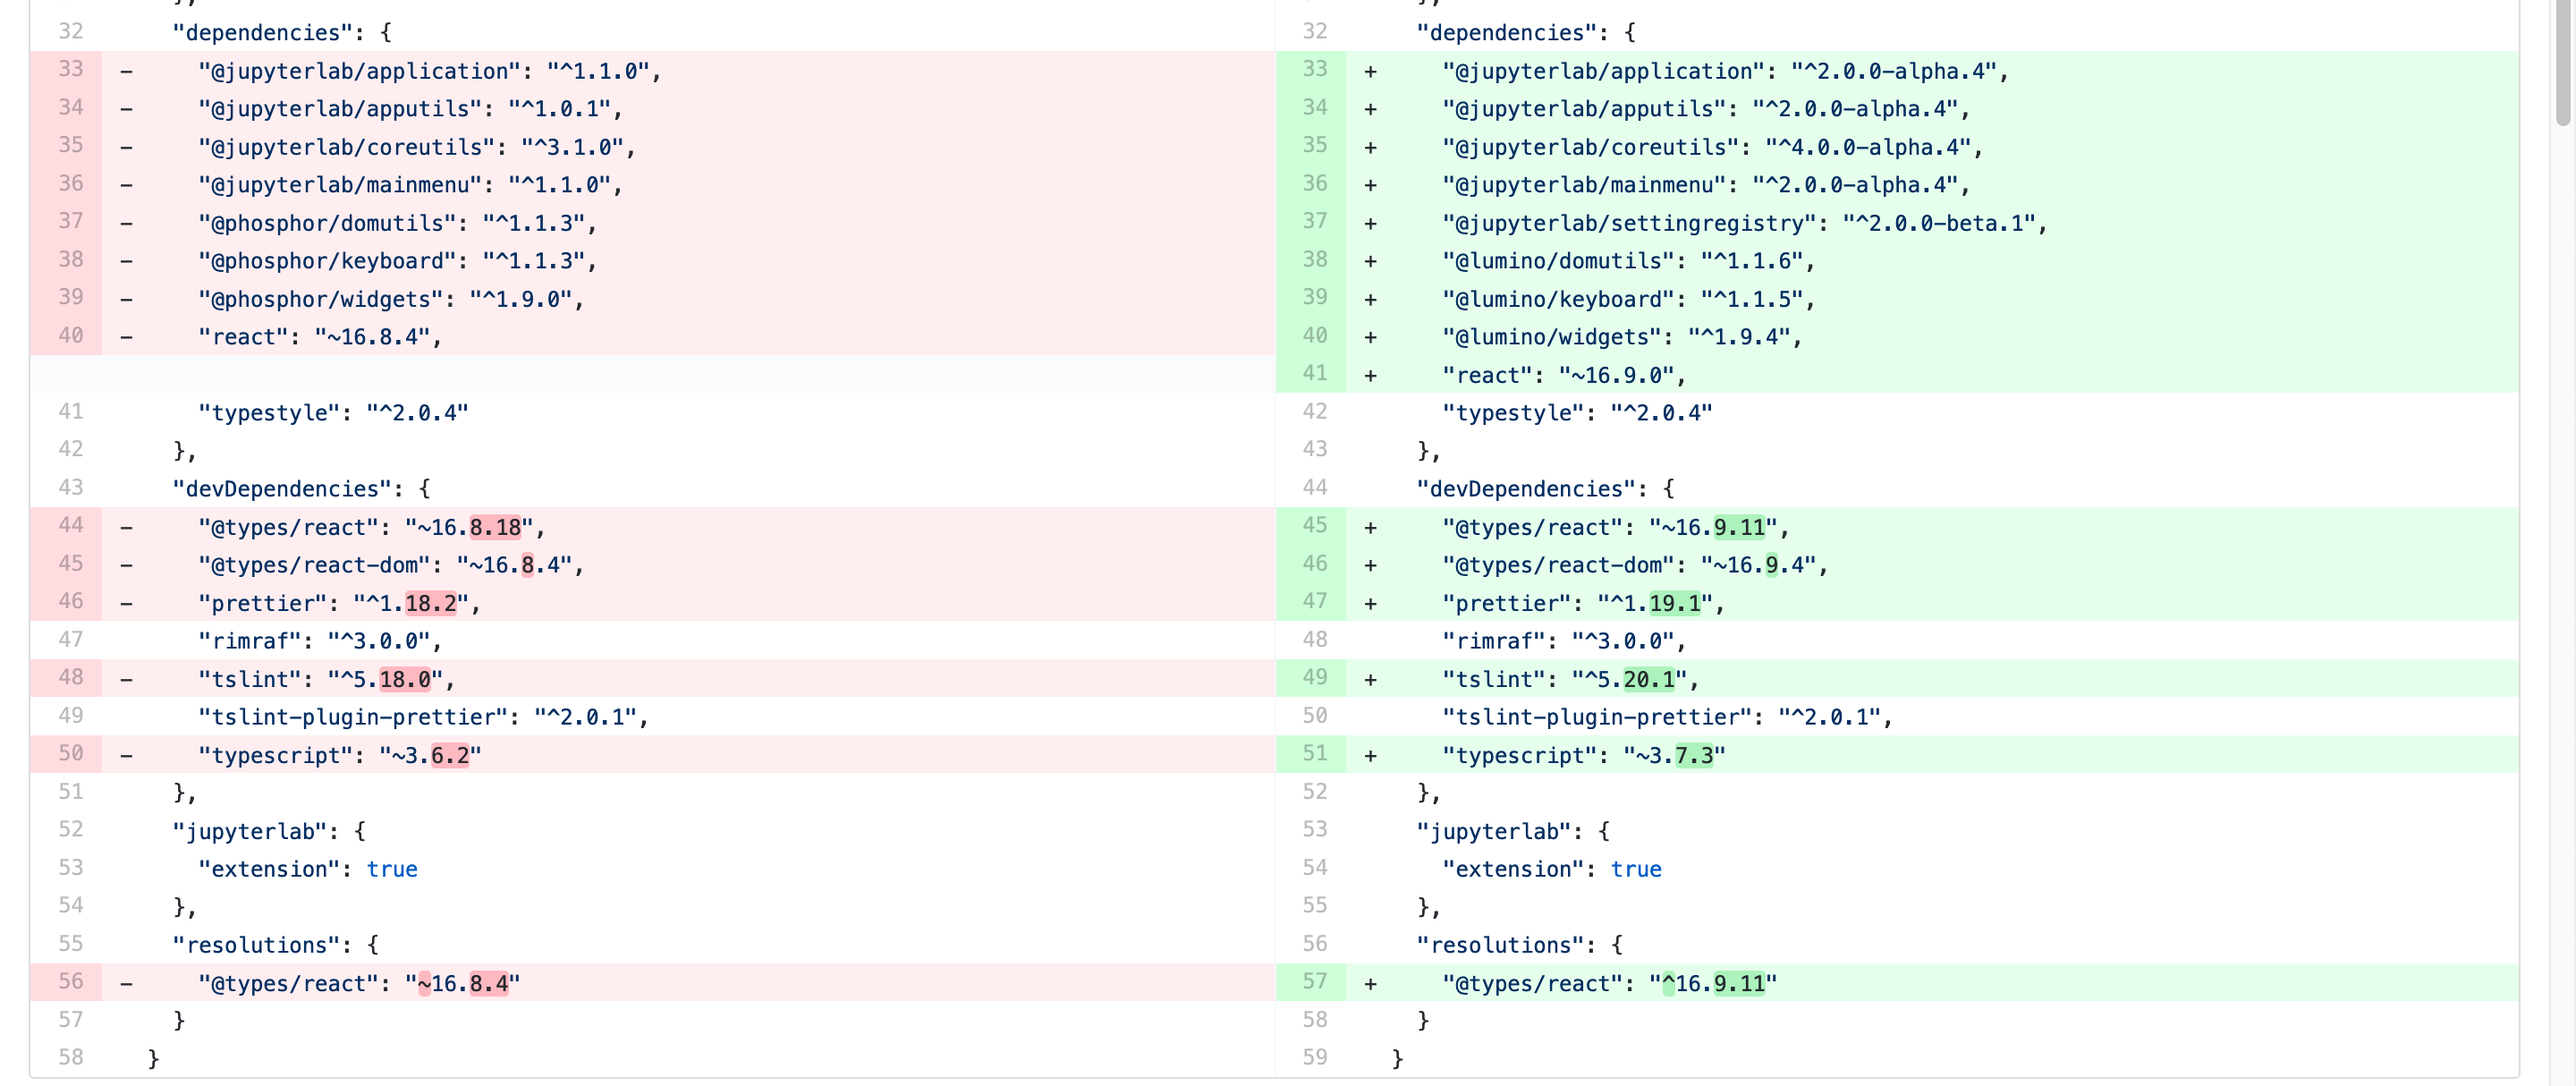 32 "dependencies": {
33 - "@jupyterlab/application": "^1.1.0",
34 - "@jupyterlab/apputils": "^1.0.1",
35 - "@jupyterlab/coreutils": "^3.1.0",
36 - "@jupyterlab/mainmenu": "^1.1.0",
37 - "@phosphor/domutils": "^1.1.3",
38 - "@phosphor/keyboard": "^1.1.3",
39 - "@phosphor/widgets": "^1.9.0",
40 - "react": "~16.8.4",
41 "typestyle": "^2.0.4"
42 },
43 "devDependencies": {
44 - "@types/react": "~16.8.18",
45 - "@types/react-dom": "~16.8.4",
46 - "prettier": "^1.18.2",
47 "rimraf": "^3.0.0",
48 - "tslint": "^5.18.0",
49 "tslint-plugin-prettier": "^2.0.1",
50 - "typescript": "~3.6.2"
51 },
52 "jupyterlab": {
53 "extension": true
54 },
55 "resolutions": {
56 - "@types/react": "~16.8.4"
57 }
58 }
32 "dependencies": {
33 + "@jupyterlab/application": "^2.0.0-alpha.4",
34 + "@jupyterlab/apputils": "^2.0.0-alpha.4",
35 + "@jupyterlab/coreutils": "^4.0.0-alpha.4",
36 + "@jupyterlab/mainmenu": "^2.0.0-alpha.4",
37 + "@jupyterlab/settingregistry": "^2.0.0-beta.1",
38 + "@lumino/domutils": "^1.1.6",
39 + "@lumino/keyboard": "^1.1.5",
40 + "@lumino/widgets": "^1.9.4",
41 + "react": "~16.9.0",
42 "typestyle": "^2.0.4"
43 },
44 "devDependencies": {
45 + "@types/react": "~16.9.11",
46 + "@types/react-dom": "~16.9.4",
47 + "prettier": "^1.19.1",
48 "rimraf": "^3.0.0",
49 + "tslint": "^5.20.1",
50 "tslint-plugin-prettier": "^2.0.1",
51 + "typescript": "~3.7.3"
52 },
53 "jupyterlab": {
54 "extension": true
55 },
56 "resolutions": {
57 + "@types/react": "^16.9.11"
58 }
59 }